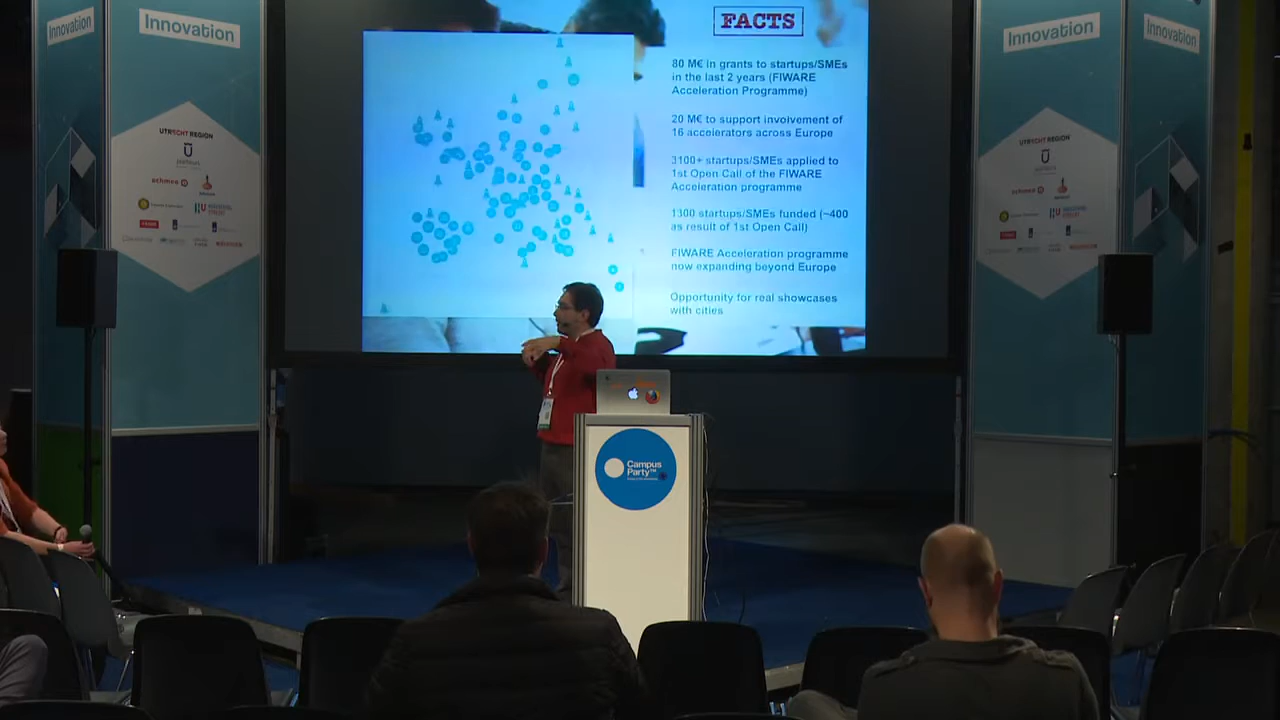 Innovation
Innovation
Innovation
Innovation
FACTS
80 M€ in grants to startups/SMEs
in the last 2 years (FIWARE
Acceleration Programme)
20 M€ to support involvement of
16 accelerators across Europe
3100+ startups/SMEs applied to
1st Open Call of the FIWARE
Acceleration programme
1300 startups/SMEs funded (~400
as result of 1st Open Call)
FIWARE Acceleration programme
now expanding beyond Europe
Opportunity for real showcases
with cities
UTRECHT REGION
achmea
UTRECHT REGION
achmea
Campus
Party™